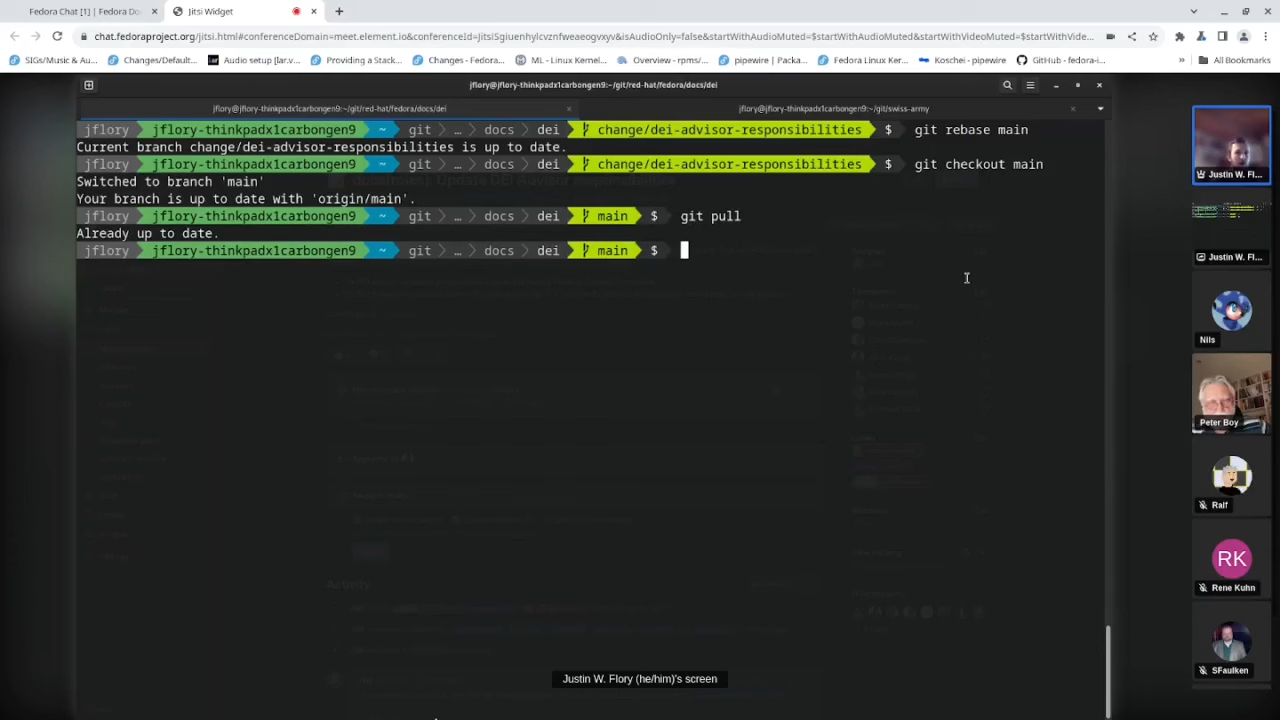 Fedora Chat [1] | Fedora Do
Jitsi Widget
chat.fedoraproject.org/jitsi.html#conferenceDomain=meet.element.io&conferenceId=JitsiSgiuenhylcvznfweaeogvxyv&isAudioOnly=false&startWithAudioMuted=$startWithAudioMuted&startWithVideoMuted=$startWithVide...
SIGs/Music & Au...
Changes/Default...
Audio setup [lar.v...
Providing a Stack...
Changes - Fedora...
ML - Linux Kernel...
Overview - rpms/...
pipewire | Packa...
Fedora Linux Ker...
Koschei - pipewire
GitHub - fedora-i...
» All Bookmarks
jflory@jflory-thinkpadx1carbongen9:~/git/red-hat/fedora/docs/dei
jflory@jflory-thinkpadx1carbongen9:~/git/red-hat/fedora/docs/dei
jflory@jflory-thinkpadx1carbongen9:~/git/swiss-army
jflory jflory-thinkpadx1carbongen9 ~ git … docs dei change/dei-advisor-responsibilities $ git rebase main
Current branch change/dei-advisor-responsibilities is up to date.
jflory jflory-thinkpadx1carbongen9 ~ git … docs dei change/dei-advisor-responsibilities $ git checkout main
Switched to branch 'main'
Your branch is up to date with 'origin/main'.
jflory jflory-thinkpadx1carbongen9 ~ git … docs dei main $ git pull
Already up to date.
jflory jflory-thinkpadx1carbongen9 ~ git … docs dei main $
Activity
Justin W. Flory (he/him)'s screen
Justin W. Fl...
Justin W. Fl...
Nils
Peter Boy
Ralf
RK
Rene Kuhn
SFaulken